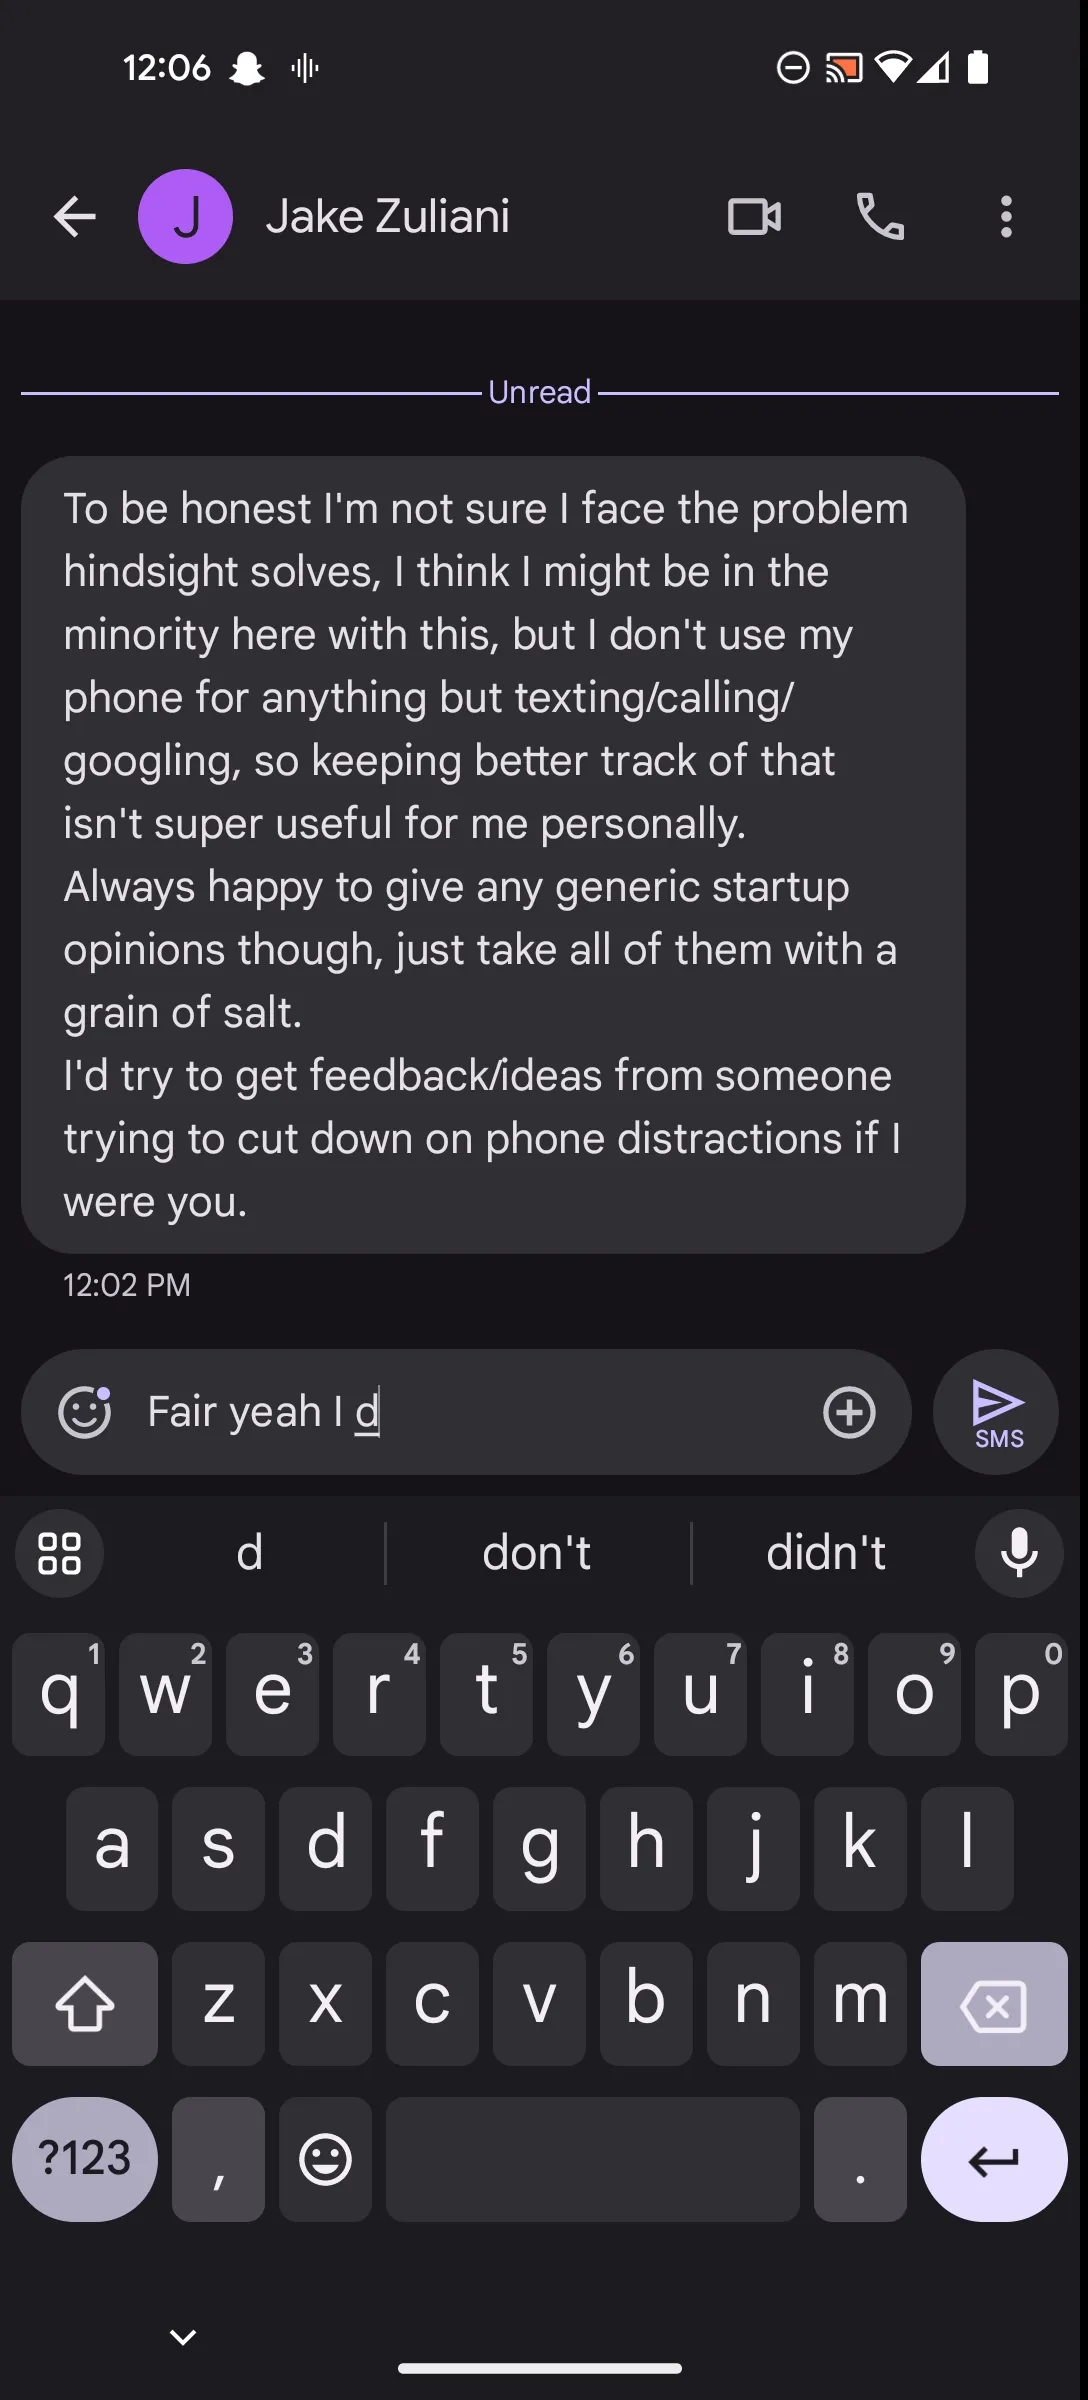 12:06
J Jake Zuliani
Unread
To be honest I'm not sure I face the problem
hindsight solves, I think I might be in the
minority here with this, but I don't use my
phone for anything but texting/calling/
googling, so keeping better track of that
isn't super useful for me personally.
Always happy to give any generic startup
opinions though, just take all of them with a
grain of salt.
I'd try to get feedback/ideas from someone
trying to cut down on phone distractions if I
were you.
12:02 PM
Fair yeah I d
SMS
d don't didn't
1 2 3 4 5 6 7 8 9 0
q w e r t y u i o p
a s d f g h j k l
z x c v b n m
?123 , .